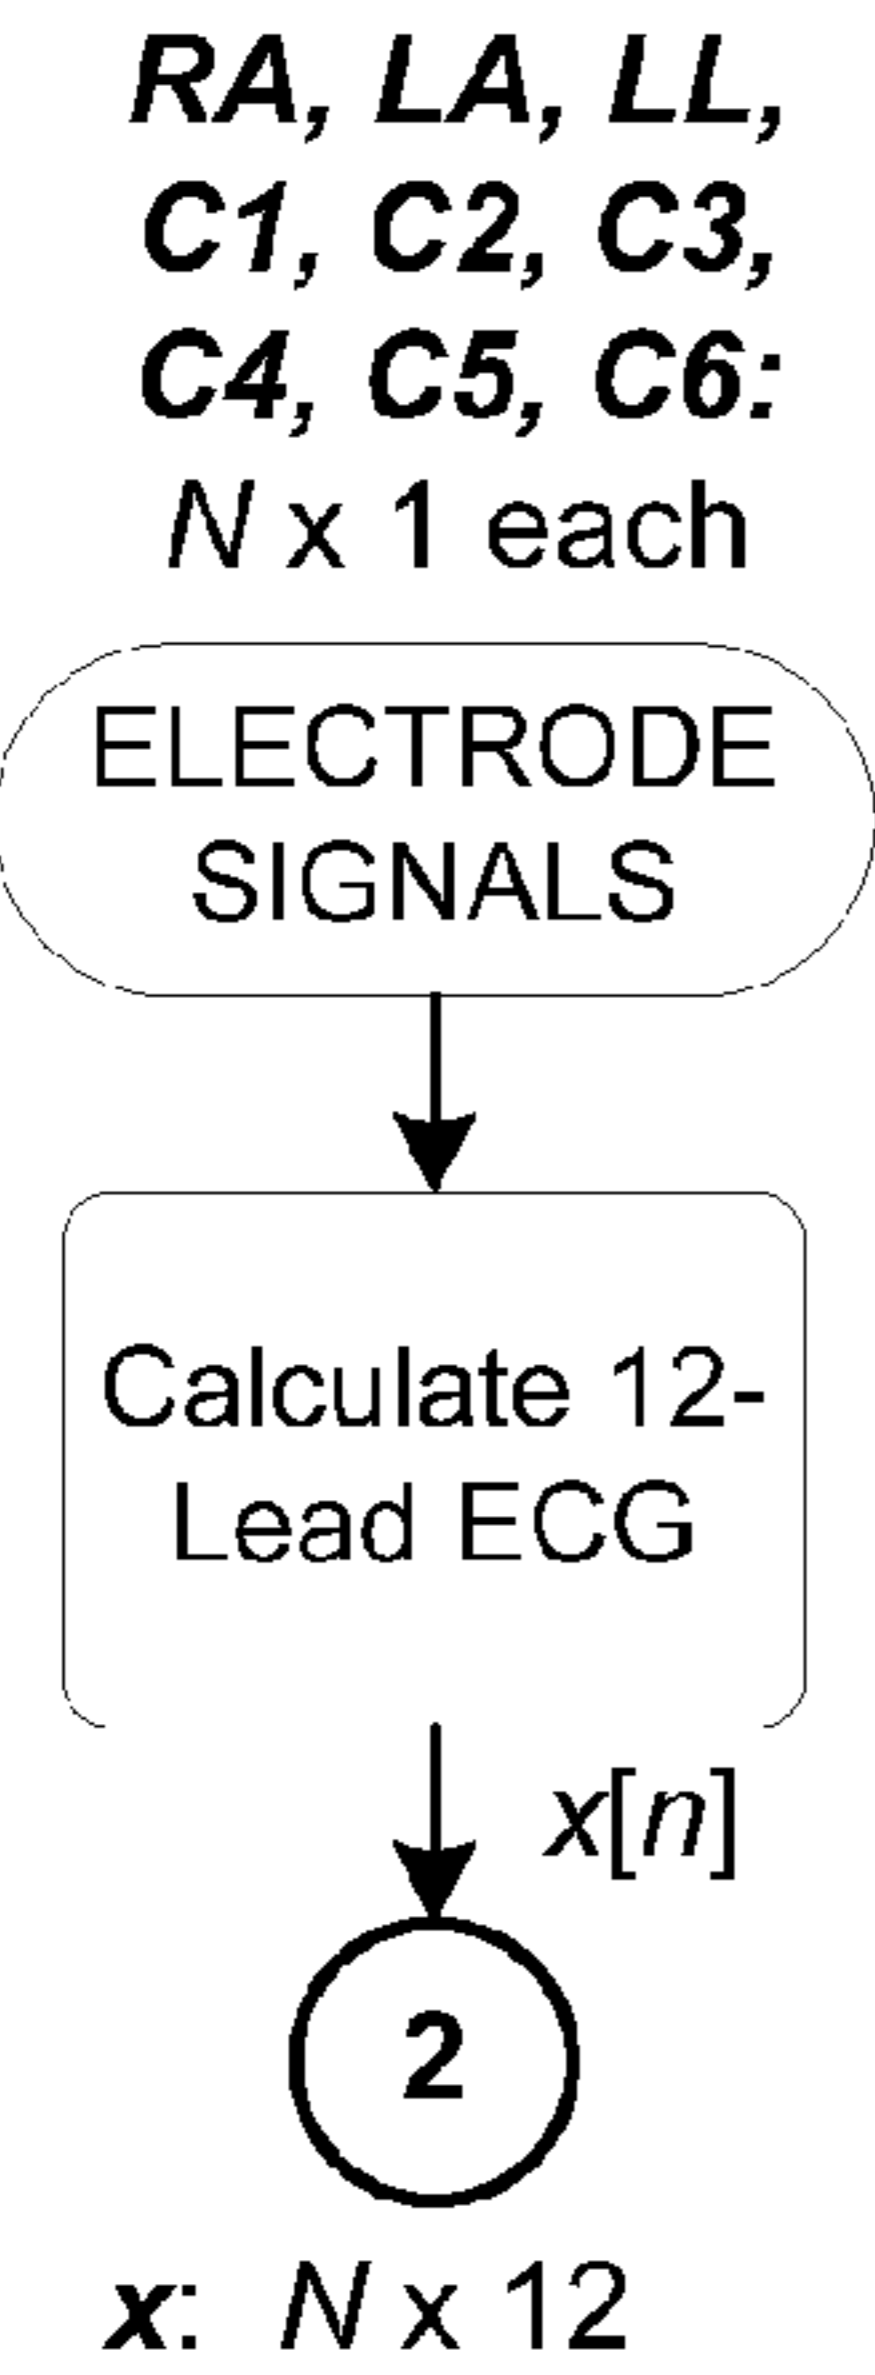 RA, LA, LL,
C1, C2, C3,
C4, C5, C6:
N x 1 each
ELECTRODE
SIGNALS
Calculate 12-
Lead ECG
x[n]
2
x: N x 12